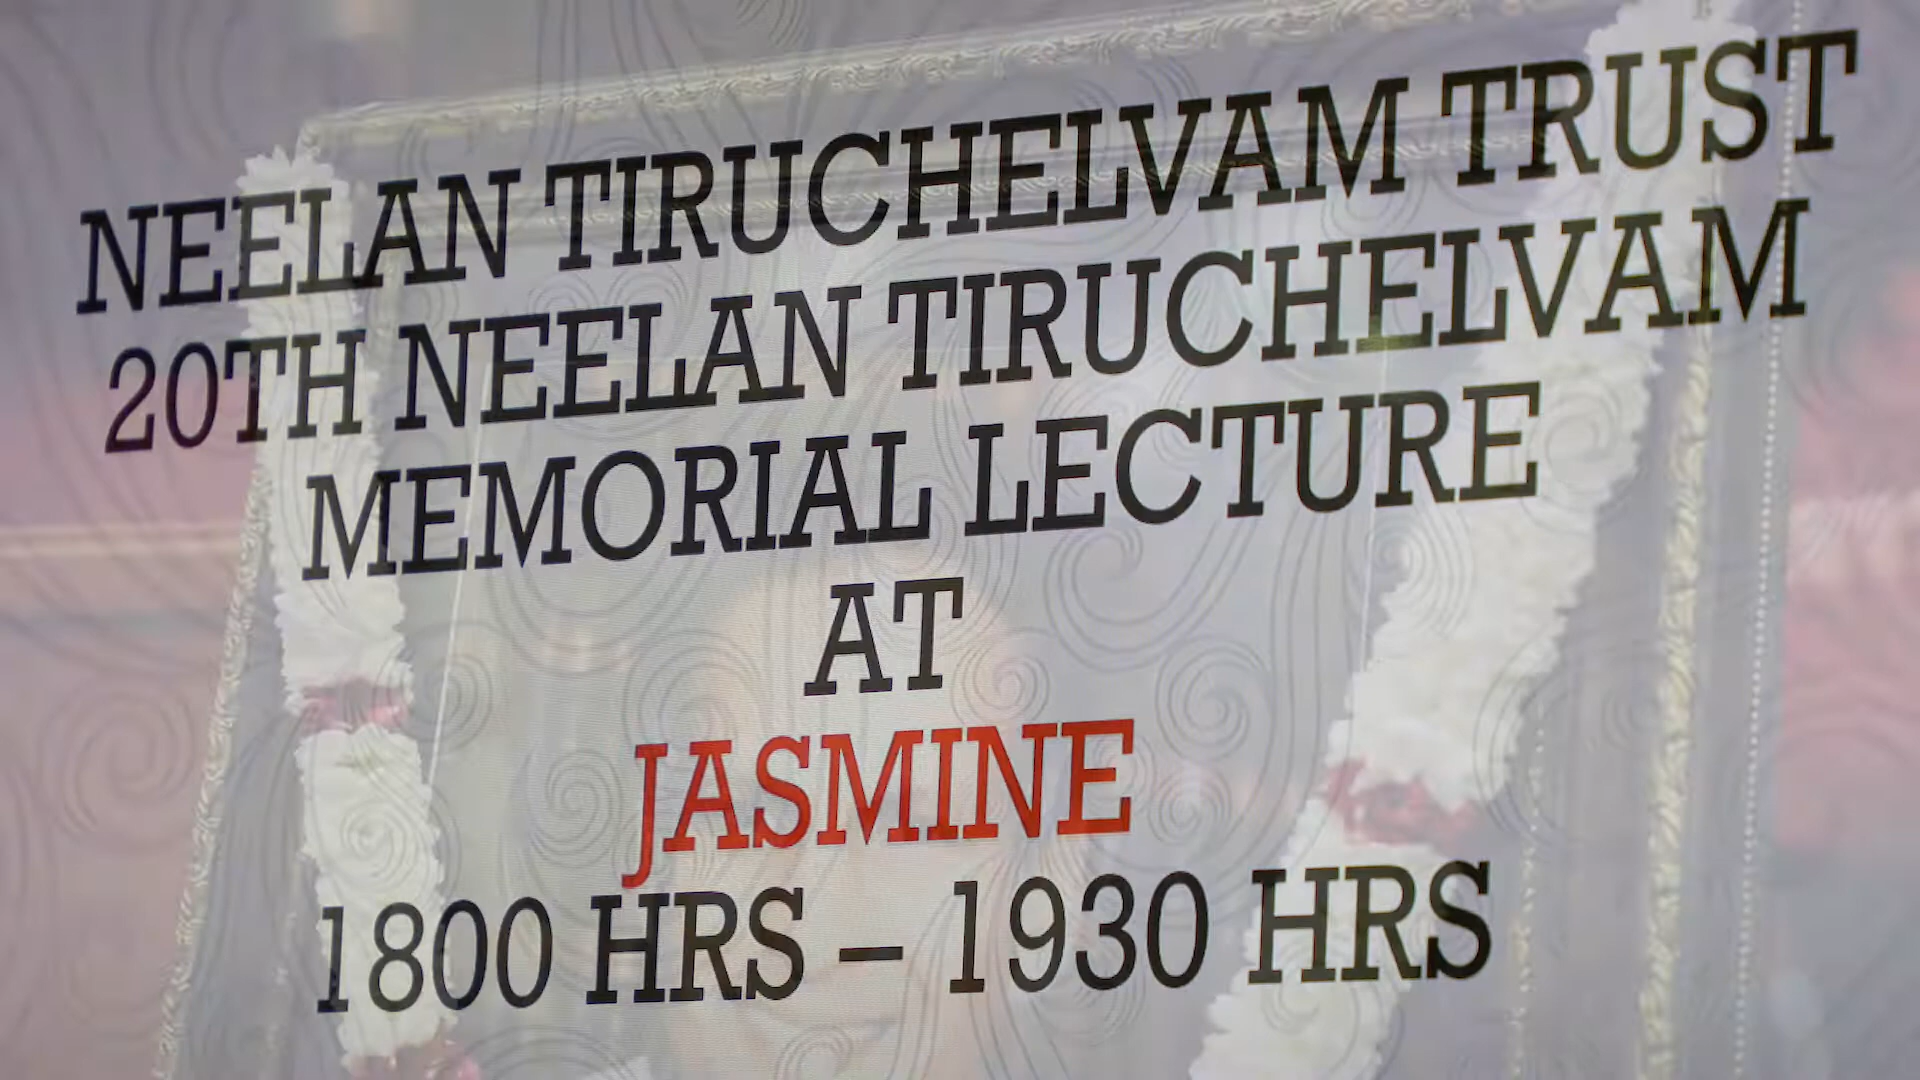 NEELAN TIRUCHELVAM TRUST
20TH NEELAN TIRUCHELVAM
MEMORIAL LECTURE
AT
JASMINE
1800 HRS – 1930 HRS